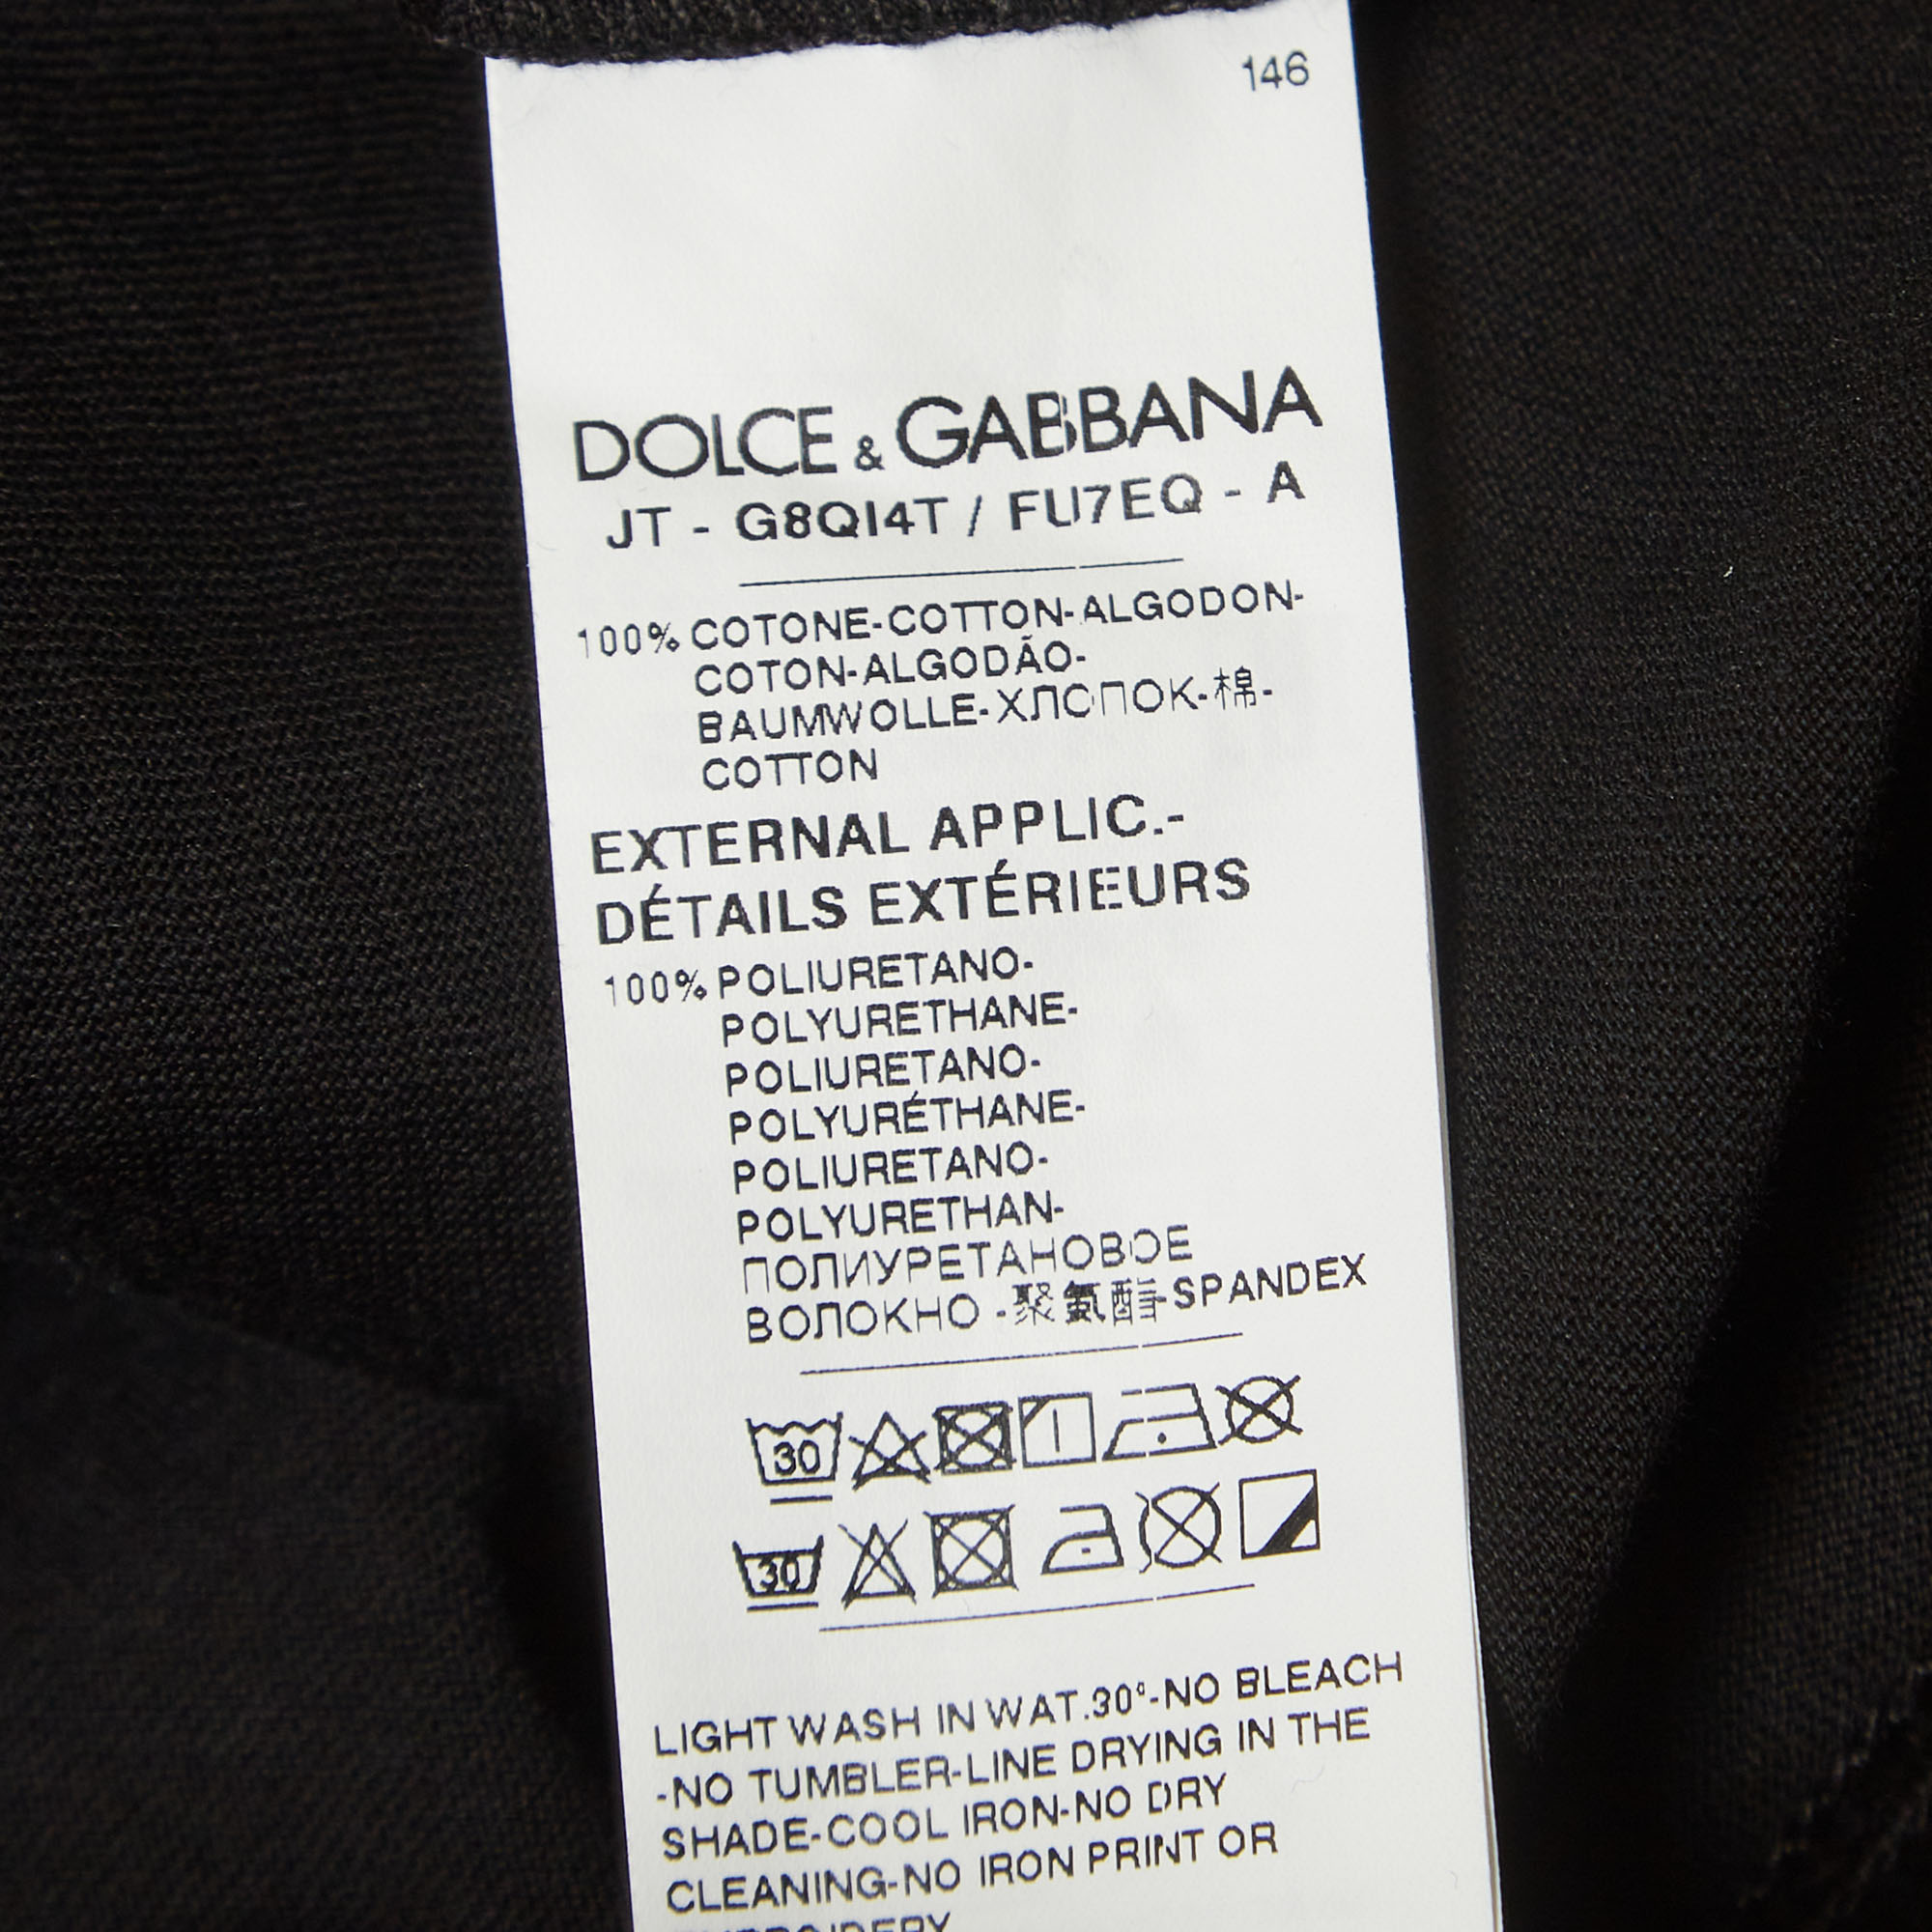 146
DOLCE & GABBANA
JT - G8QI4T / FU7EQ - A
100% COTONE-COTTON-ALGODON-
COTON-ALGODÃO-
BAUMWOLLE-ХЛОПОК-棉-
COTTON
EXTERNAL APPLIC.-
DÉTAILS EXTÉRIEURS
100% POLIURETANO-
POLYURETHANE-
POLIURETANO-
POLYURÉTHANE-
POLIURETANO-
POLYURETHAN-
ПОЛИУРЕТАНОВОЕ
ВОЛОКНО -聚氨酯-SPANDEX
30
30
LIGHT WASH IN WAT.30°-NO BLEACH
-NO TUMBLER-LINE DRYING IN THE
SHADE-COOL IRON-NO DRY
CLEANING-NO IRON PRINT OR
EMBROIDERY